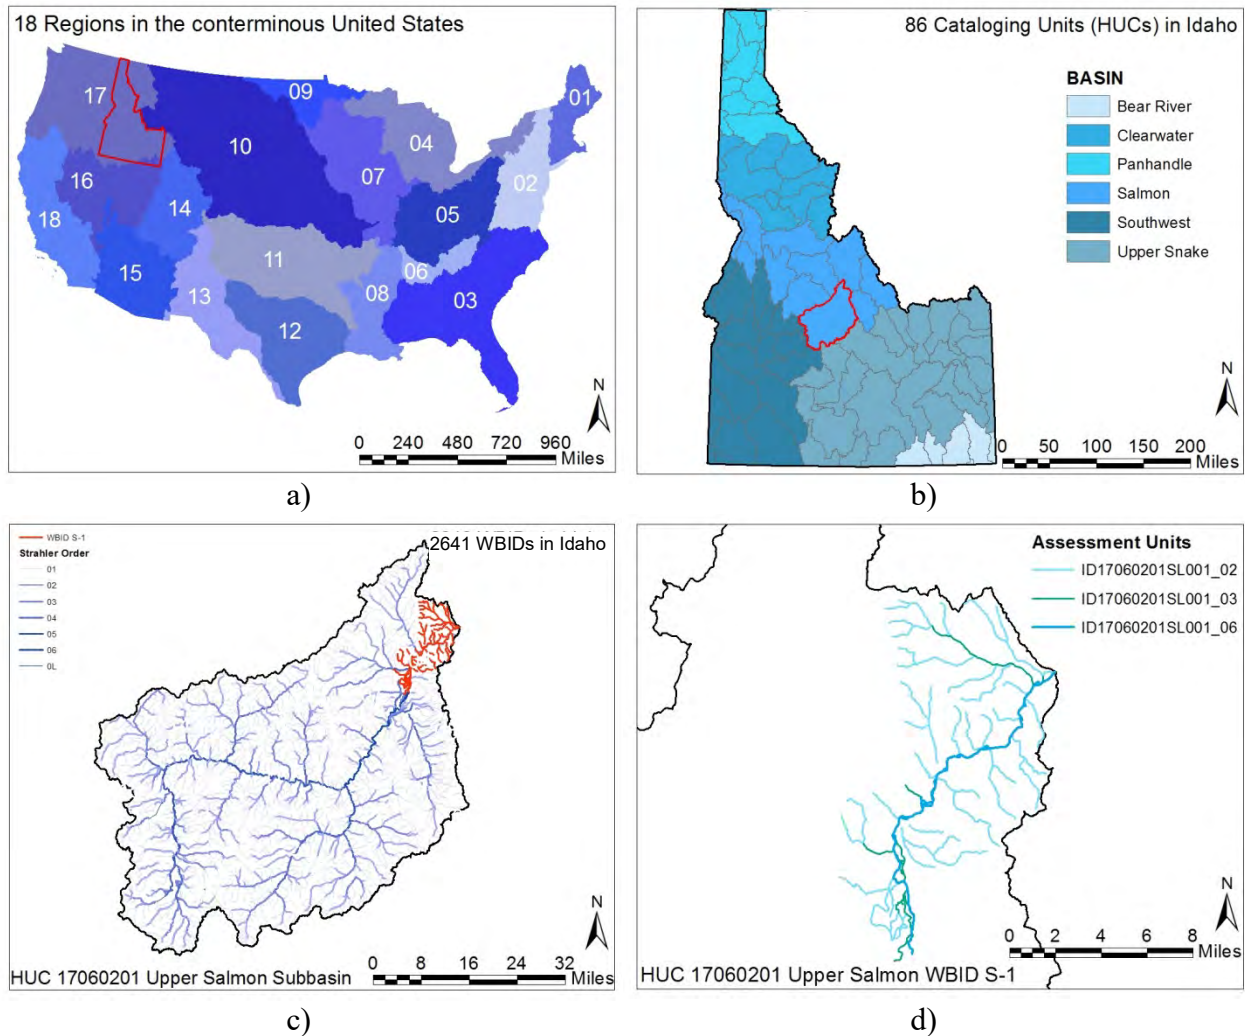 18 Regions in the conterminous United States
17
09
01
10
04
16
07
02
14
05
18
11
06
15
13
08
03
12
N
0 240 480 720 960
Miles
a)
86 Cataloging Units (HUCs) in Idaho
BASIN
Bear River
Clearwater
Panhandle
Salmon
Southwest
Upper Snake
N
0 50 100 150 200
Miles
b)
WBID S-1
Strahler Order
01
02
03
04
05
06
0L
2641 WBIDs in Idaho
N
HUC 17060201 Upper Salmon Subbasin
0 8 16 24 32
Miles
c)
Assessment Units
ID17060201SL001_02
ID17060201SL001_03
ID17060201SL001_06
N
0 2 4 6 8
Miles
HUC 17060201 Upper Salmon WBID S-1
d)